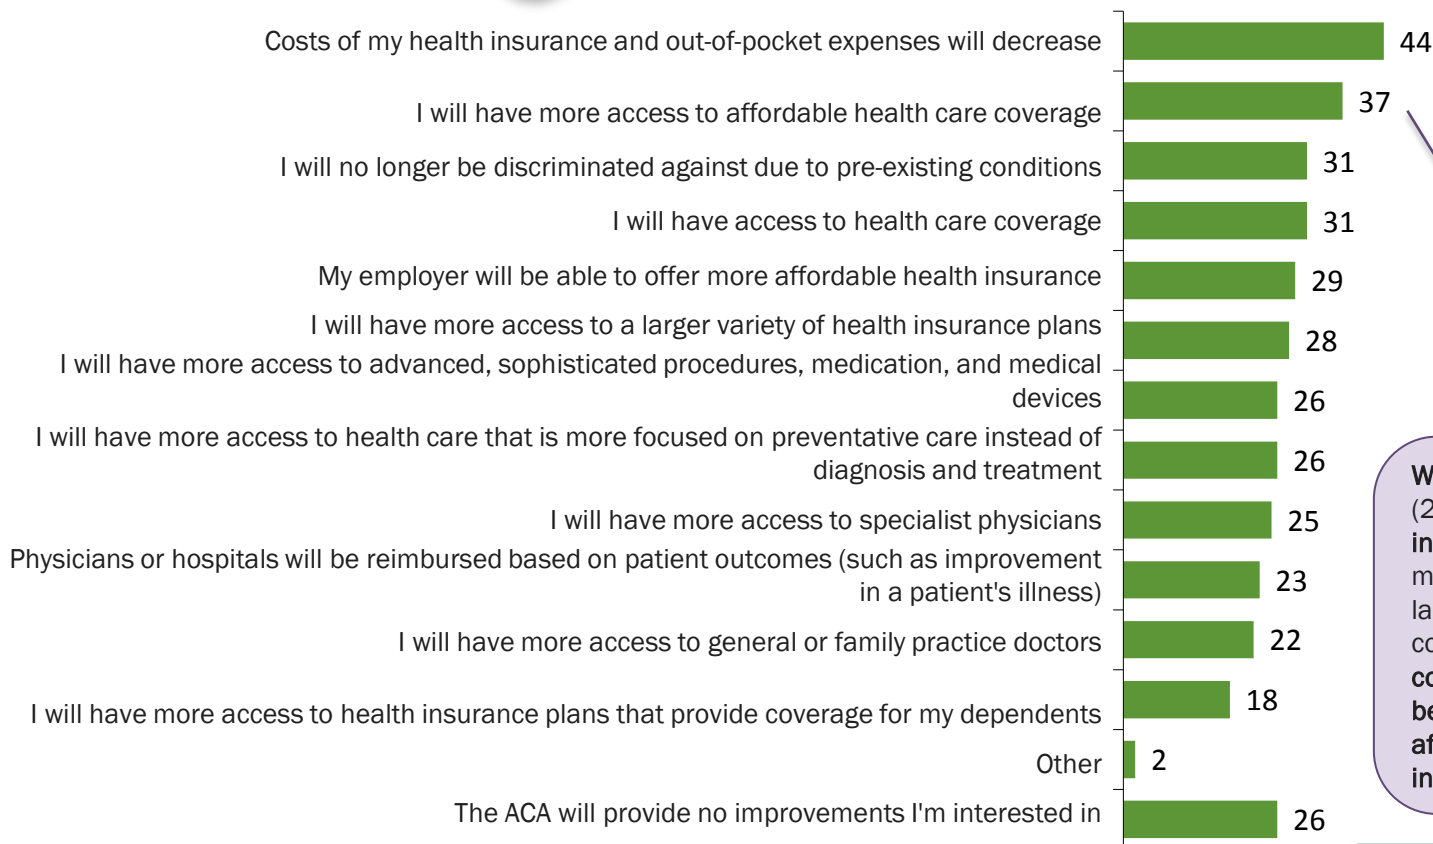 Costs of my health insurance and out-of-pocket expenses will decrease 44
I will have more access to affordable health care coverage 37
I will no longer be discriminated against due to pre-existing conditions 31
I will have access to health care coverage 31
My employer will be able to offer more affordable health insurance 29
I will have more access to a larger variety of health insurance plans 28
I will have more access to advanced, sophisticated procedures, medication, and medical
devices 26
I will have more access to health care that is more focused on preventative care instead of
diagnosis and treatment 26
I will have more access to specialist physicians 25
Physicians or hospitals will be reimbursed based on patient outcomes (such as improvement
in a patient's illness) 23
I will have more access to general or family practice doctors 22
I will have more access to health insurance plans that provide coverage for my dependents 18
Other 2
The ACA will provide no improvements I'm interested in 26